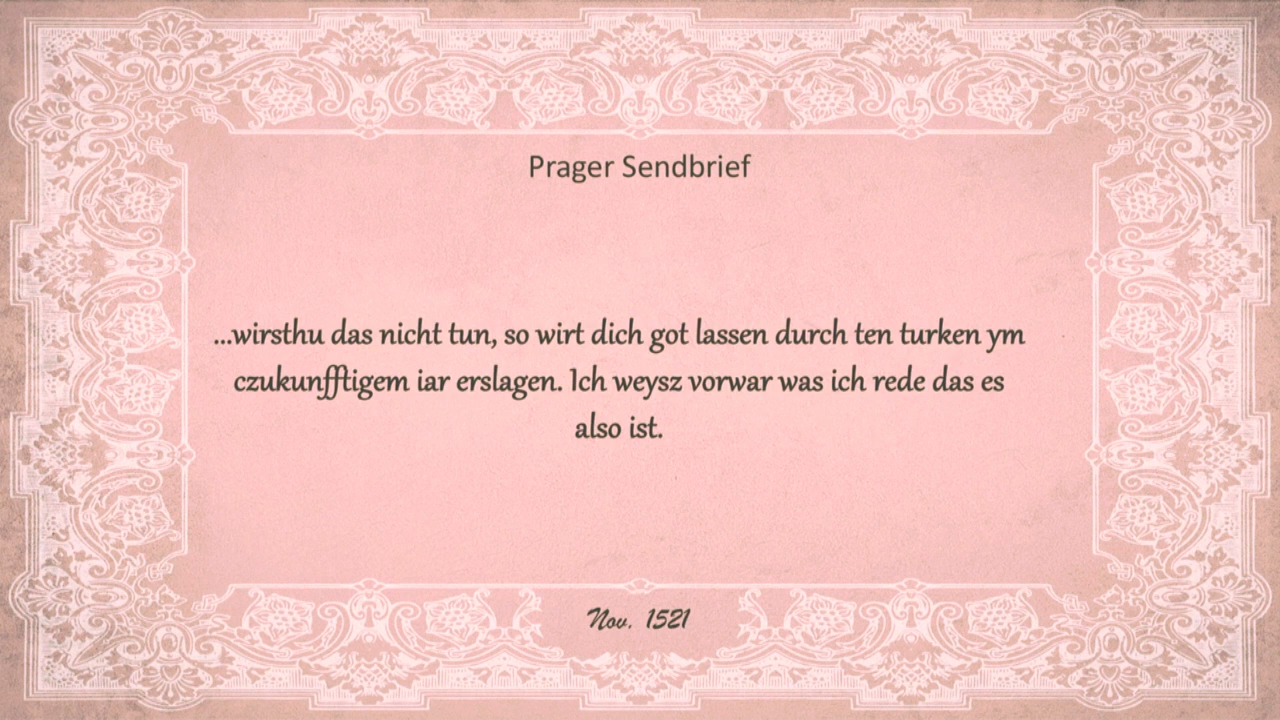 Prager Sendbrief
...wirsthu das nicht tun, so wirt dich got lassen durch ten turken ym
czukunfftigem iar erslagen. Ich weysz vorwar was ich rede das es
also ist.
Nov. 1521